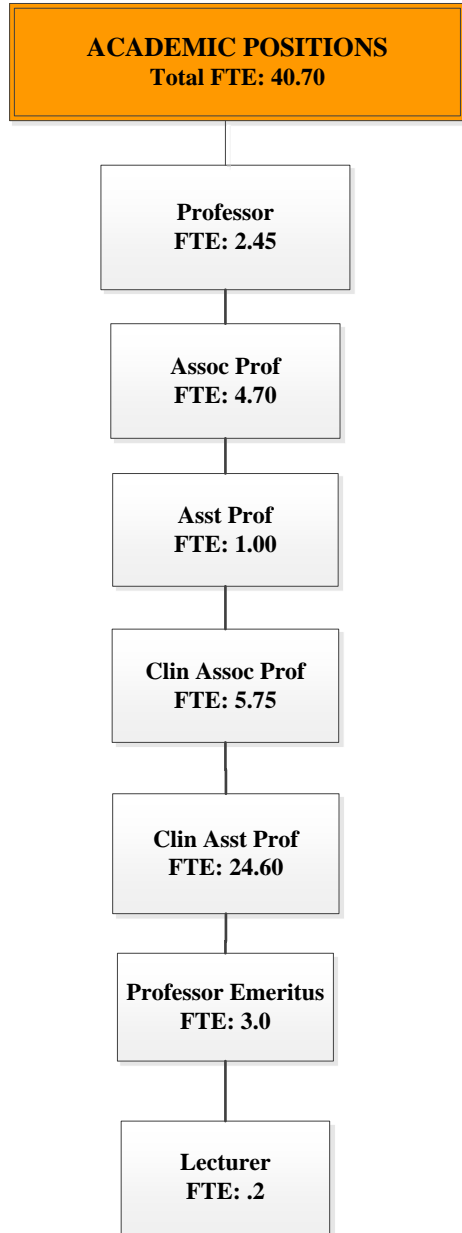 ACADEMIC POSITIONS
Total FTE: 40.70
Professor
FTE: 2.45
Assoc Prof
FTE: 4.70
Asst Prof
FTE: 1.00
Clin Assoc Prof
FTE: 5.75
Clin Asst Prof
FTE: 24.60
Professor Emeritus
FTE: 3.0
Lecturer
FTE: .2